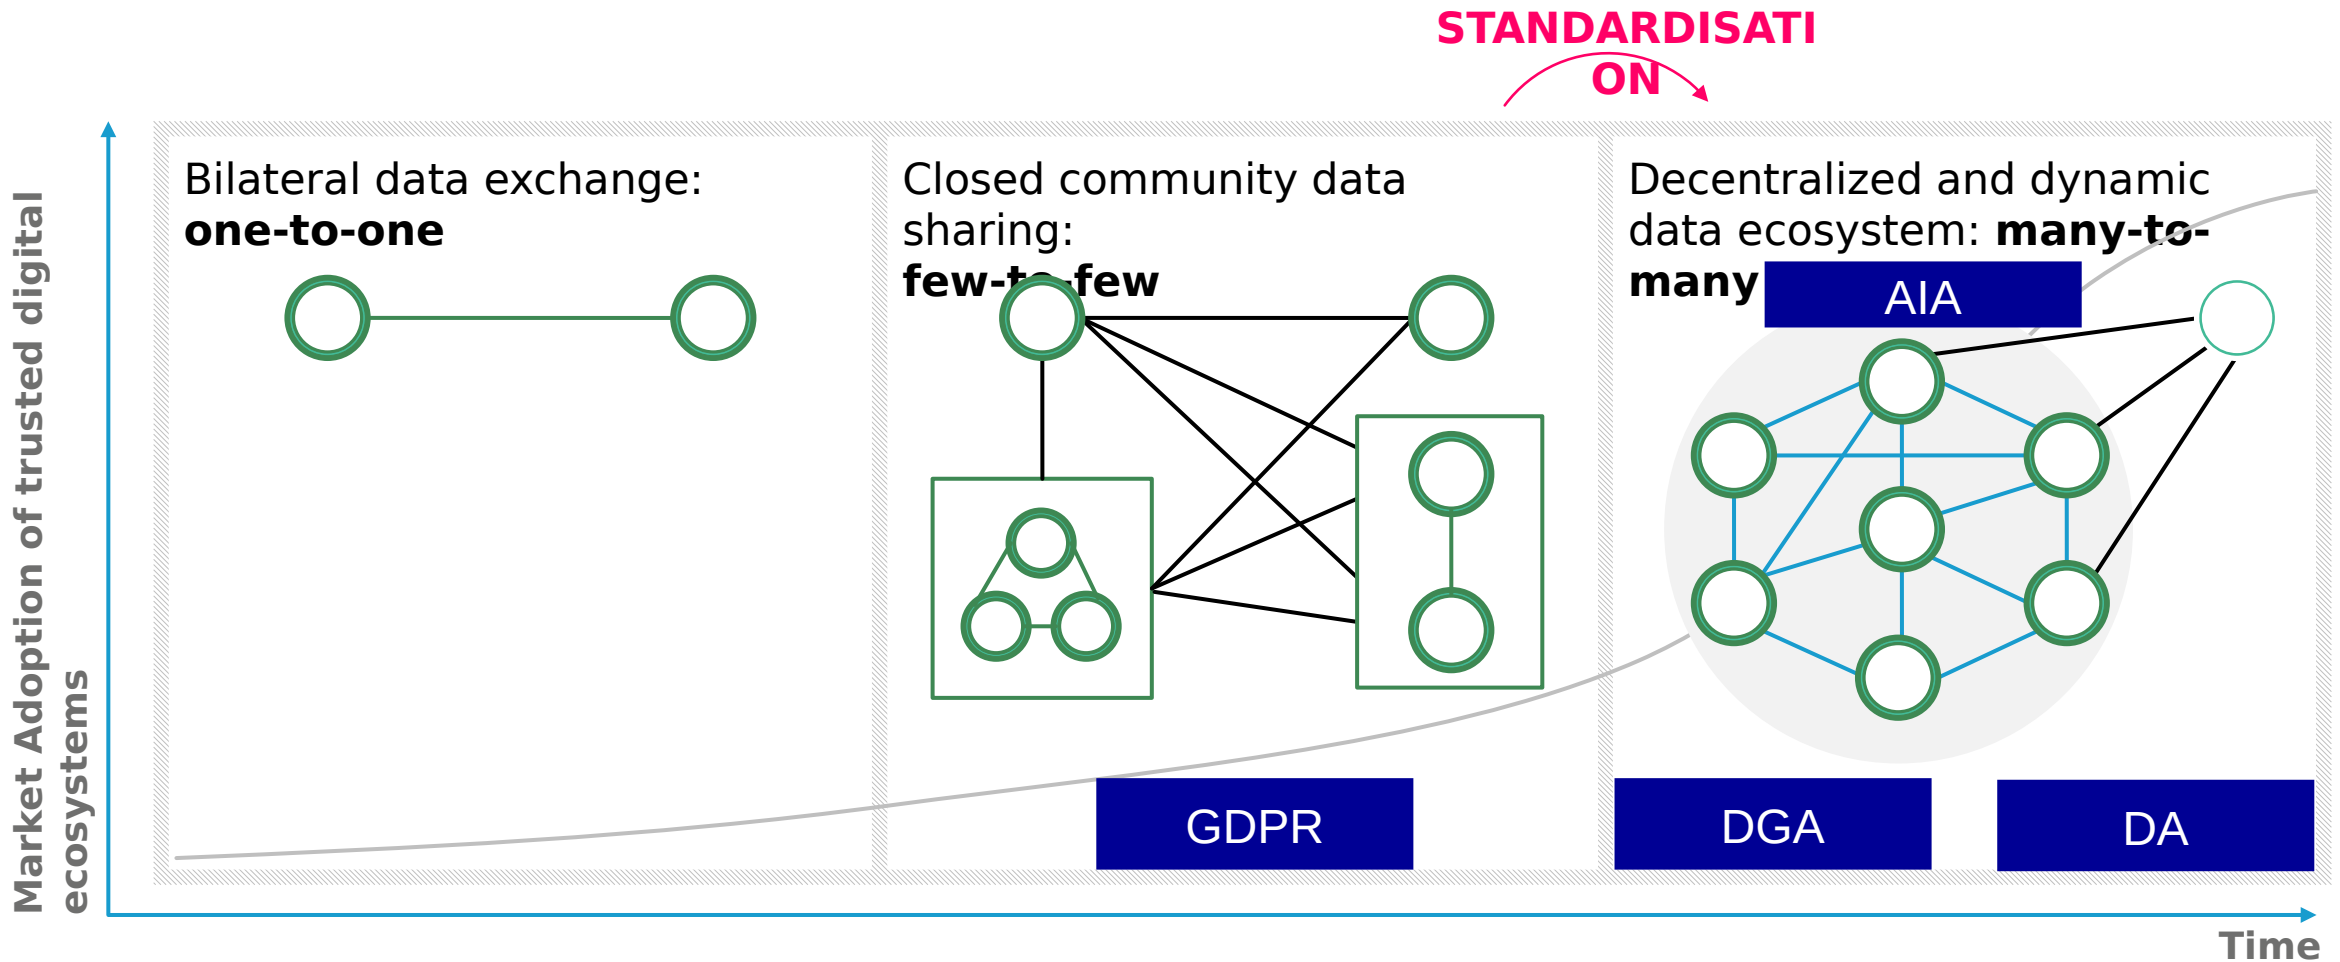 STANDARDISATI
ON
Market Adoption of trusted digital
ecosystems
Bilateral data exchange:
one-to-one
Closed community data
sharing:
few-to-few
Decentralized and dynamic
data ecosystem: many-to-
many
AIA
GDPR
DGA
DA
Time